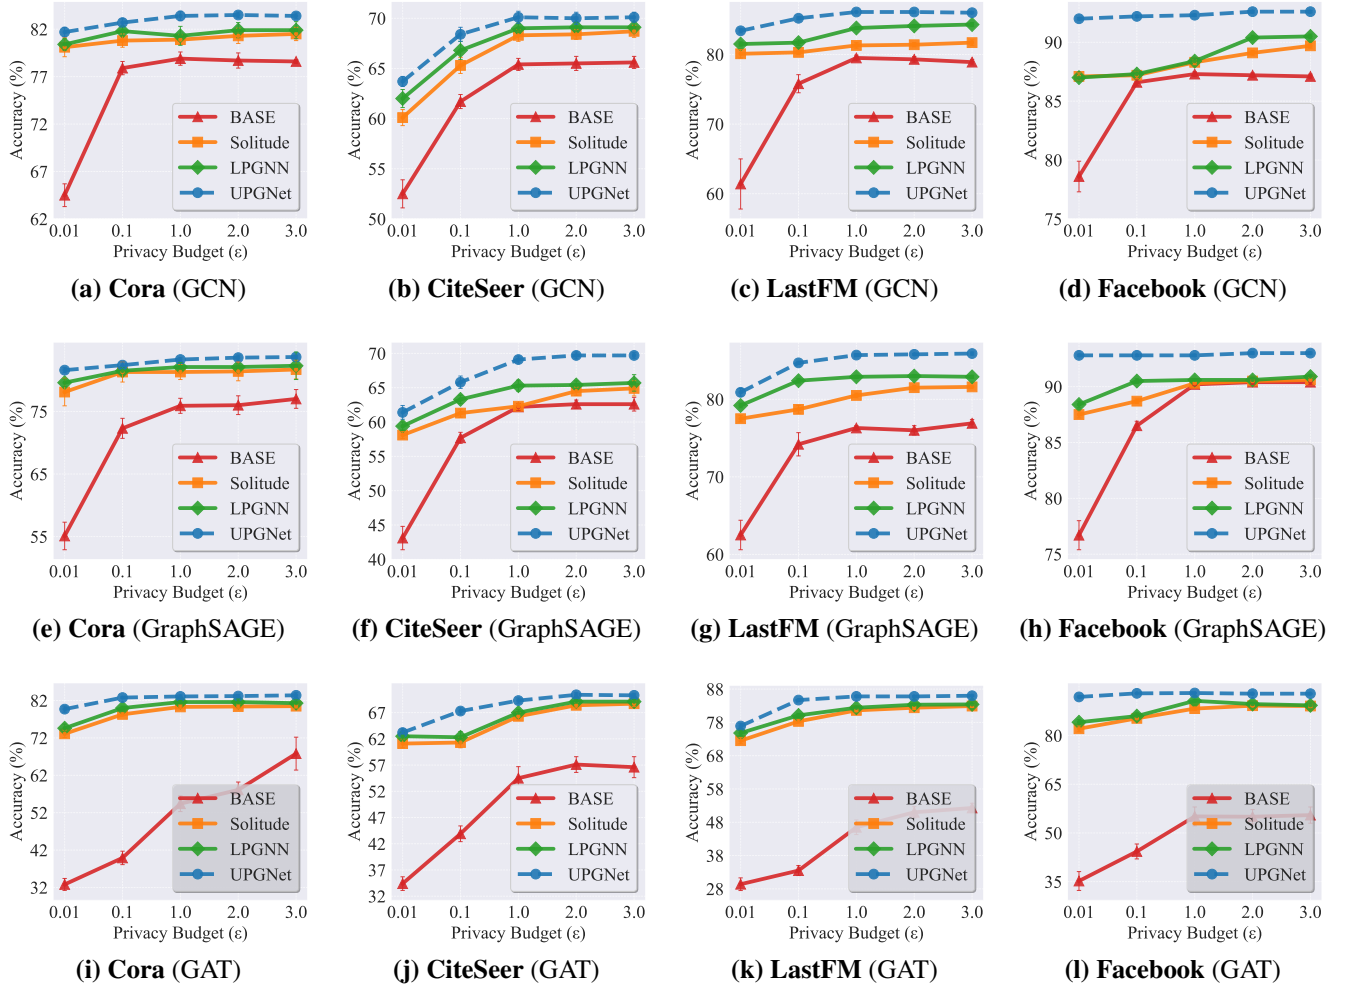 Accuracy (%)
82
77
72
67
62
BASE
Solitude
LPGNN
UPGNet
0.01 0.1 1.0 2.0 3.0
Privacy Budget (ε)
(a) Cora (GCN)
Accuracy (%)
70
65
60
55
50
BASE
Solitude
LPGNN
UPGNet
0.01 0.1 1.0 2.0 3.0
Privacy Budget (ε)
(b) CiteSeer (GCN)
Accuracy (%)
80
70
60
BASE
Solitude
LPGNN
UPGNet
0.01 0.1 1.0 2.0 3.0
Privacy Budget (ε)
(c) LastFM (GCN)
Accuracy (%)
90
85
80
75
BASE
Solitude
LPGNN
UPGNet
0.01 0.1 1.0 2.0 3.0
Privacy Budget (ε)
(d) Facebook (GCN)
Accuracy (%)
75
65
55
BASE
Solitude
LPGNN
UPGNet
0.01 0.1 1.0 2.0 3.0
Privacy Budget (ε)
(e) Cora (GraphSAGE)
Accuracy (%)
70
65
60
55
50
45
40
BASE
Solitude
LPGNN
UPGNet
0.01 0.1 1.0 2.0 3.0
Privacy Budget (ε)
(f) CiteSeer (GraphSAGE)
Accuracy (%)
80
70
60
BASE
Solitude
LPGNN
UPGNet
0.01 0.1 1.0 2.0 3.0
Privacy Budget (ε)
(g) LastFM (GraphSAGE)
Accuracy (%)
90
85
80
75
BASE
Solitude
LPGNN
UPGNet
0.01 0.1 1.0 2.0 3.0
Privacy Budget (ε)
(h) Facebook (GraphSAGE)
Accuracy (%)
82
72
62
52
42
32
BASE
Solitude
LPGNN
UPGNet
0.01 0.1 1.0 2.0 3.0
Privacy Budget (ε)
(i) Cora (GAT)
Accuracy (%)
67
62
57
52
47
42
37
32
BASE
Solitude
LPGNN
UPGNet
0.01 0.1 1.0 2.0 3.0
Privacy Budget (ε)
(j) CiteSeer (GAT)
Accuracy (%)
88
78
68
58
48
38
28
BASE
Solitude
LPGNN
UPGNet
0.01 0.1 1.0 2.0 3.0
Privacy Budget (ε)
(k) LastFM (GAT)
Accuracy (%)
80
65
50
35
BASE
Solitude
LPGNN
UPGNet
0.01 0.1 1.0 2.0 3.0
Privacy Budget (ε)
(l) Facebook (GAT)